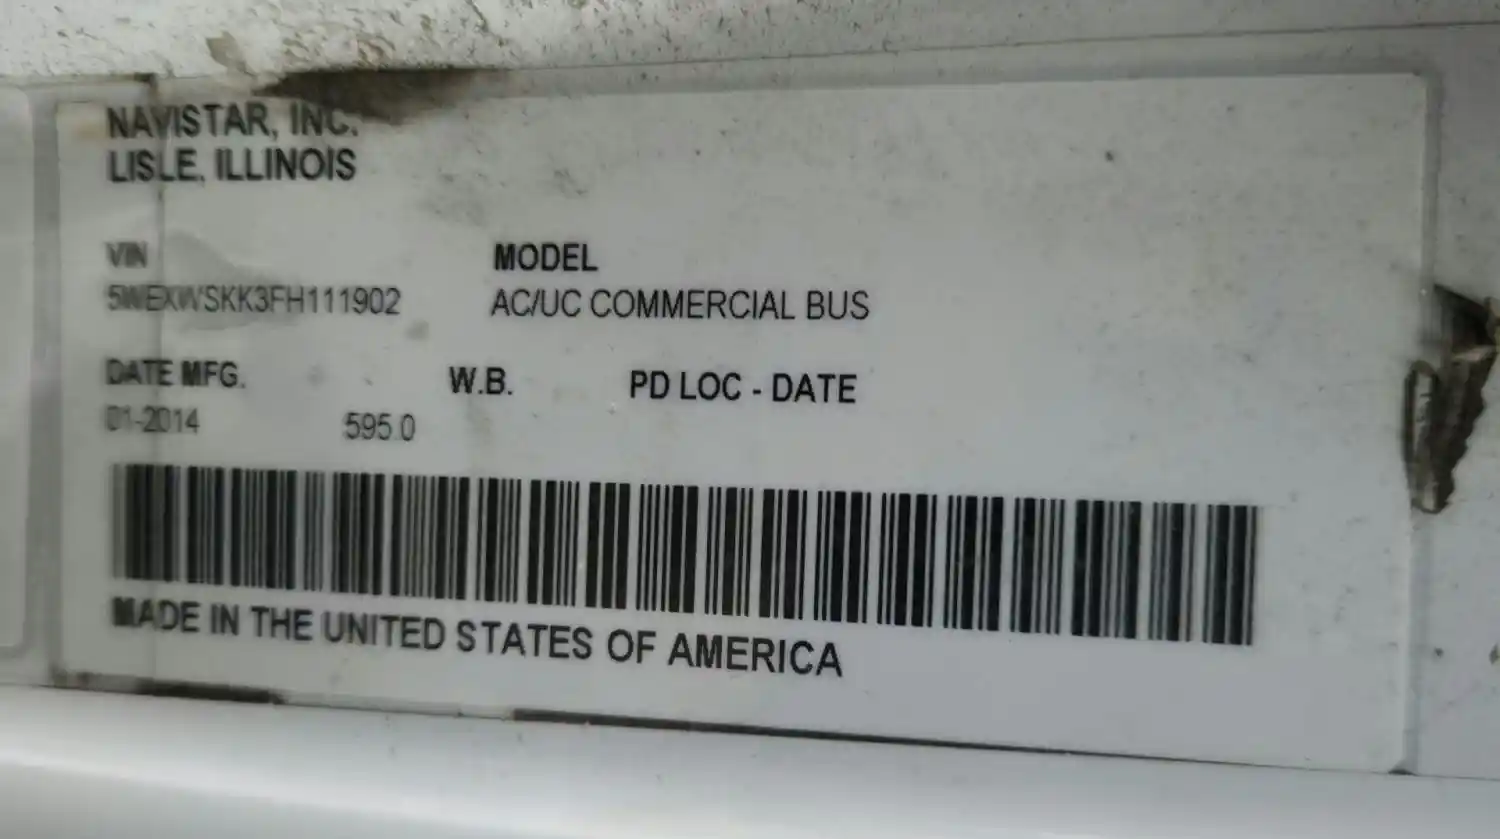 NAVISTAR, INC.
LISLE, ILLINOIS
VIN MODEL
5WEXWSKK3FH111902 AC/UC COMMERCIAL BUS
DATE MFG. W.B. PD LOC - DATE
01-2014 595.0
MADE IN THE UNITED STATES OF AMERICA